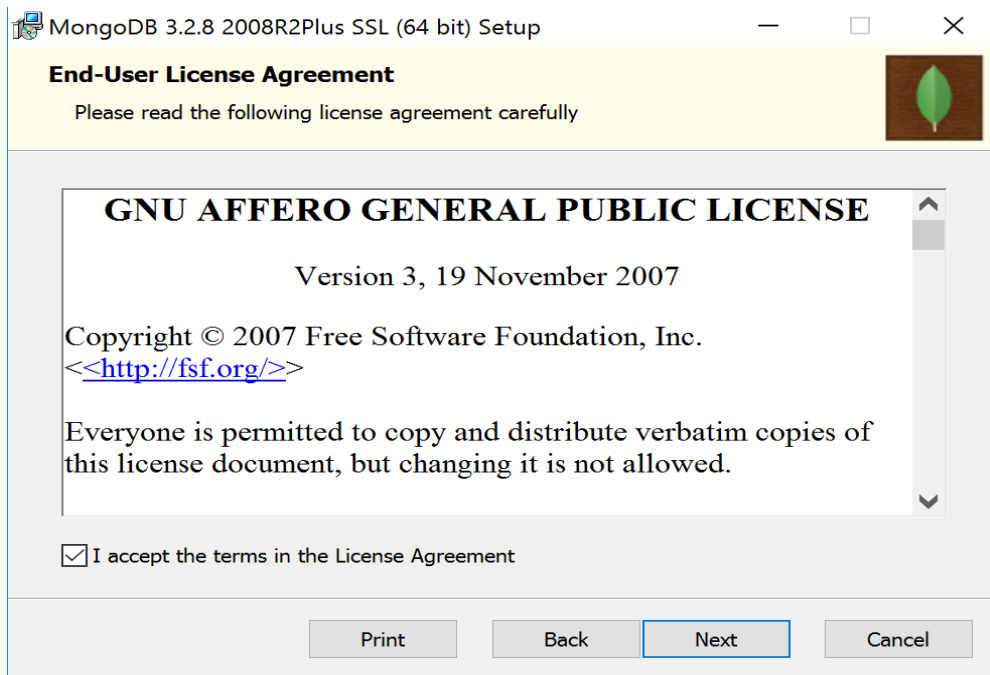 MongoDB 3.2.8 2008R2Plus SSL (64 bit) Setup
End-User License Agreement
Please read the following license agreement carefully
GNU AFFERO GENERAL PUBLIC LICENSE
Version 3, 19 November 2007
Copyright © 2007 Free Software Foundation, Inc.
<<http://fsf.org/>>
Everyone is permitted to copy and distribute verbatim copies of
this license document, but changing it is not allowed.
I accept the terms in the License Agreement
Print Back Next Cancel